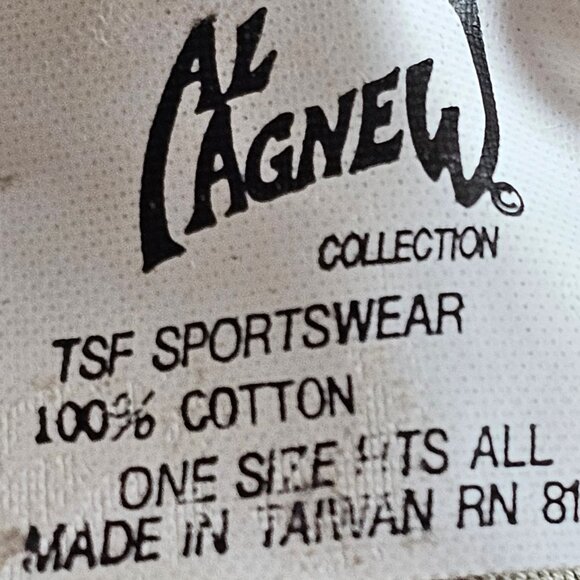 AL
AGNEW ©
COLLECTION
TSF SPORTSWEAR
100% COTTON
ONE SIZE FITS ALL
MADE IN TAIWAN RN 81